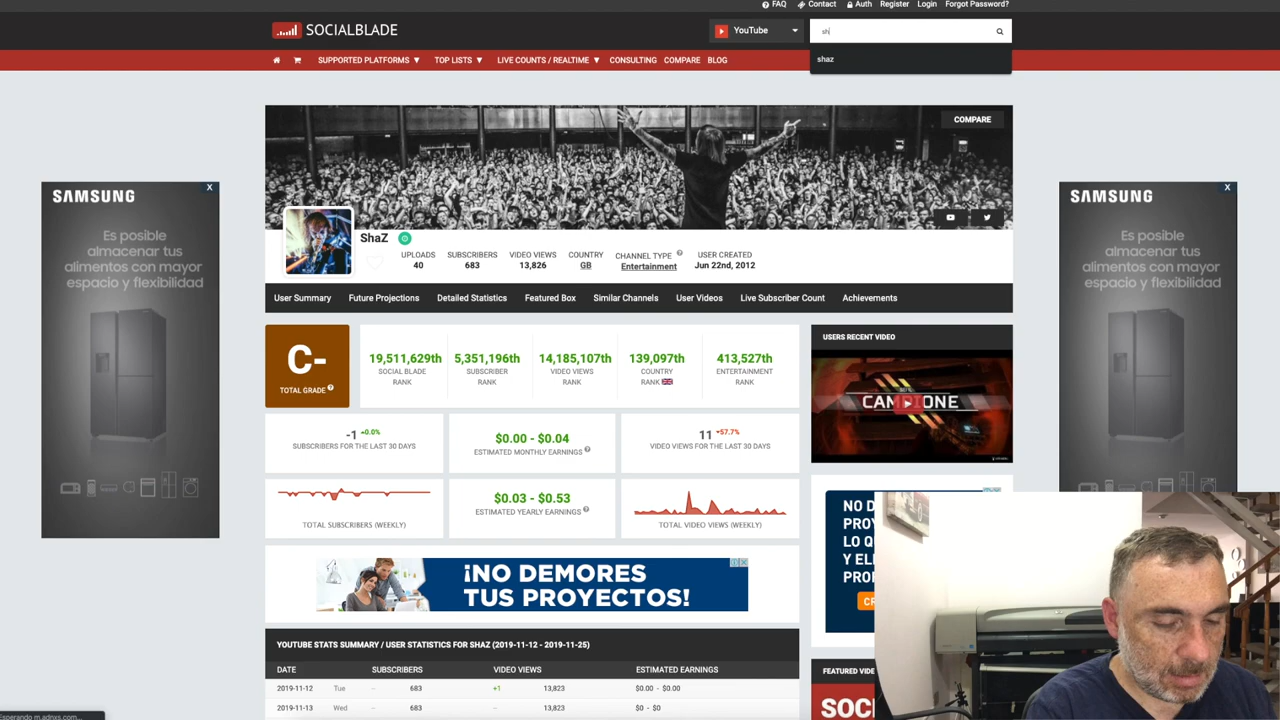 FAQ Contact Auth Register Login Forgot Password?
SOCIALBLADE
YouTube
sh
shaz
SUPPORTED PLATFORMS ▼ TOP LISTS ▼ LIVE COUNTS / REALTIME ▼ CONSULTING COMPARE BLOG
COMPARE
SAMSUNG X
Es posible
almacenar tus
alimentos con mayor
espacio y flexibilidad
ShaZ
UPLOADS SUBSCRIBERS VIDEO VIEWS COUNTRY CHANNEL TYPE USER CREATED
40 683 13,826 GB Entertainment Jun 22nd, 2012
User Summary Future Projections Detailed Statistics Featured Box Similar Channels User Videos Live Subscriber Count Achievements
C-
TOTAL GRADE
19,511,629th 5,351,196th 14,185,107th 139,097th 413,527th
SOCIAL BLADE SUBSCRIBER VIDEO VIEWS COUNTRY ENTERTAINMENT
RANK RANK RANK RANK RANK
-1 +0.0%
SUBSCRIBERS FOR THE LAST 30 DAYS
$0.00 - $0.04
ESTIMATED MONTHLY EARNINGS
11 -57.7%
VIDEO VIEWS FOR THE LAST 30 DAYS
TOTAL SUBSCRIBERS (WEEKLY)
$0.03 - $0.53
ESTIMATED YEARLY EARNINGS
TOTAL VIDEO VIEWS (WEEKLY)
¡NO DEMORES
TUS PROYECTOS!
YOUTUBE STATS SUMMARY / USER STATISTICS FOR SHAZ (2019-11-12 - 2019-11-25)
DATE SUBSCRIBERS VIDEO VIEWS ESTIMATED EARNINGS
2019-11-12 Tue -- 683 +1 13,823 $0.00 - $0.00
2019-11-13 Wed -- 683 -- 13,823 $0 - $0
USERS RECENT VIDEO
CAMPIONE
NO D
PROY
LO QU
Y ELI
PROF
CR
FEATURED VIDE
SOC
SAMSUNG X
Es posible
almacenar tus
alimentos con mayor
espacio y flexibilidad
Esperando m.adnxs.com...